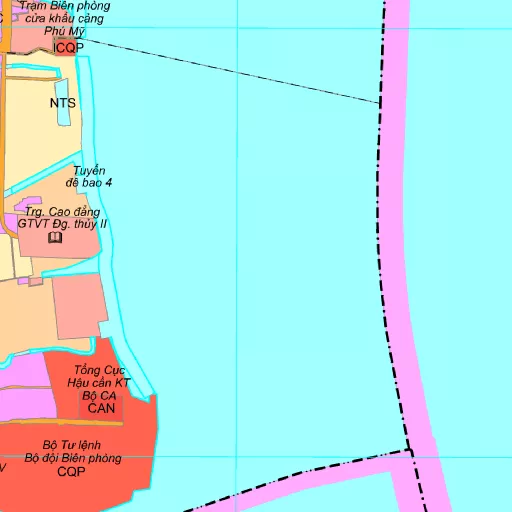 Trạm Biên phòng
cửa khẩu cảng
Phú Mỹ
CQP
NTS
Tuyến
đê bao 4
Trg. Cao đẳng
GTVT Đg. thủy II
Tổng Cục
Hậu cần KT
Bộ CA
CAN
Bộ Tư lệnh
Bộ đội Biên phòng
CQP